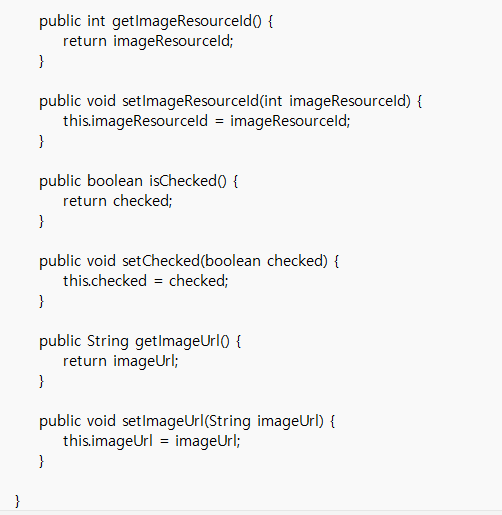 public int getImageResourceId() {
return imageResourceId;
}
public void setImageResourceId(int imageResourceId) {
this.imageResourceId = imageResourceId;
}
public boolean isChecked() {
return checked;
}
public void setChecked(boolean checked) {
this.checked = checked;
}
public String getImageUrl() {
return imageUrl;
}
public void setImageUrl(String imageUrl) {
this.imageUrl = imageUrl;
}
}